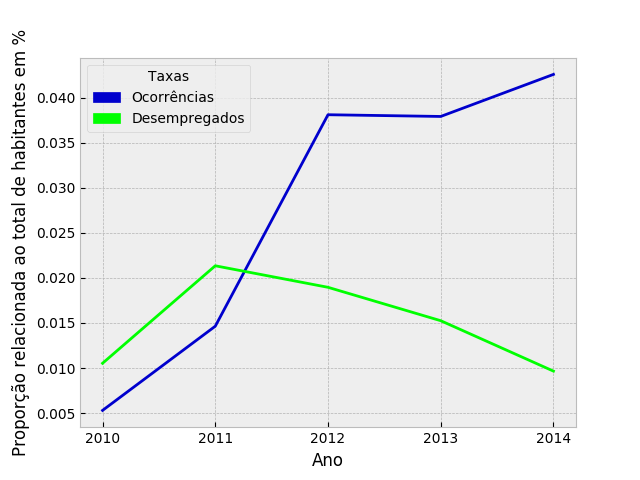 Proporção relacionada ao total de habitantes em %
Taxas
Ocorrências
Desempregados
0.040
0.035
0.030
0.025
0.020
0.015
0.010
0.005
2010 2011 2012 2013 2014
Ano